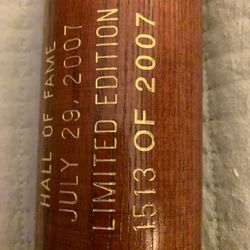 HALL OF FAME
JULY 29, 2007
LIMITED EDITION
1513 OF 2007